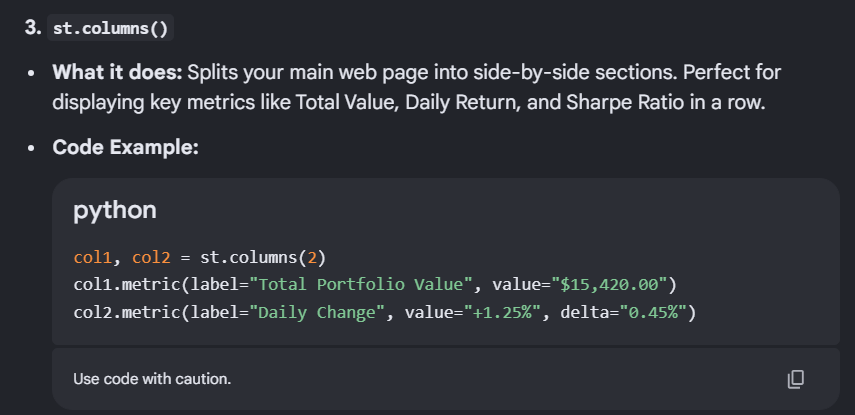 3. st.columns()
• What it does: Splits your main web page into side-by-side sections. Perfect for
displaying key metrics like Total Value, Daily Return, and Sharpe Ratio in a row.
• Code Example:
python
col1, col2 = st.columns(2)
col1.metric(label="Total Portfolio Value", value="$15,420.00")
col2.metric(label="Daily Change", value="+1.25%", delta="0.45%")
Use code with caution.